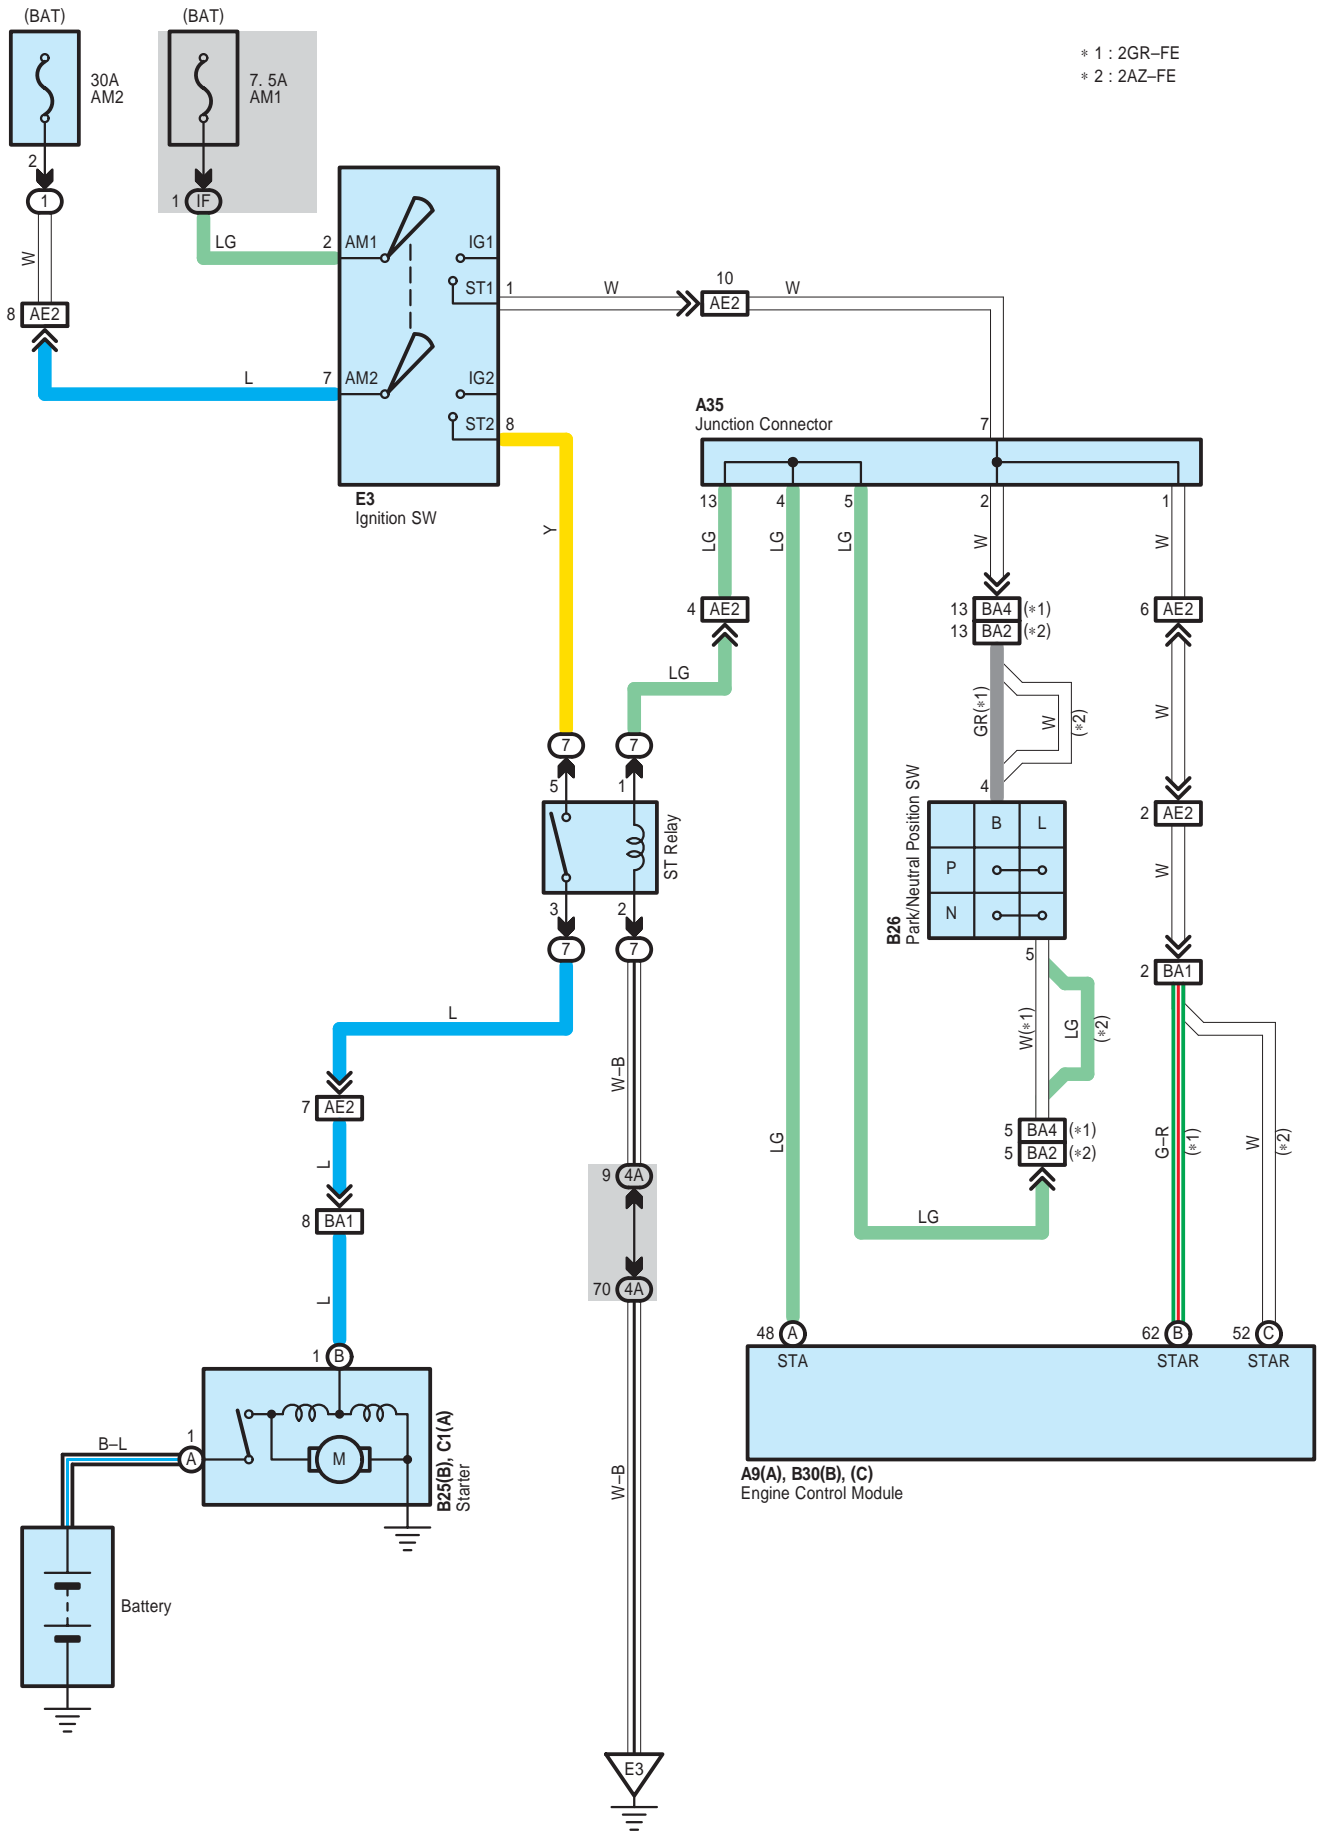 (BAT)
(BAT)
∗ 1 : 2GR–FE
∗ 2 : 2AZ–FE
30A
AM2
7. 5A
AM1
2
1
1
IF
W
LG
2
AM1
IG1
ST1
1
W
10
AE2
W
8
AE2
L
7
AM2
IG2
ST2
8
E3
Ignition SW
Y
A35
Junction Connector
7
13
4
5
2
1
LG
LG
LG
W
W
4
AE2
13
BA4
(∗1)
13
BA2
(∗2)
6
AE2
LG
GR(∗1)
W
(∗2)
W
7
7
5
1
4
ST Relay
2
AE2
B
L
P
N
B26
Park/Neutral Position SW
W
3
2
7
7
5
2
BA1
L
W–B
W(∗1)
LG
(∗2)
7
AE2
L
5
BA4
(∗1)
5
BA2
(∗2)
LG
G–R
(∗1)
W
(∗2)
9
4A
8
BA1
LG
L
70
4A
1
B
48
A
62
B
52
C
STA
STAR
STAR
B–L
1
A
M
B25(B), C1(A)
Starter
W–B
A9(A), B30(B), (C)
Engine Control Module
Battery
E3